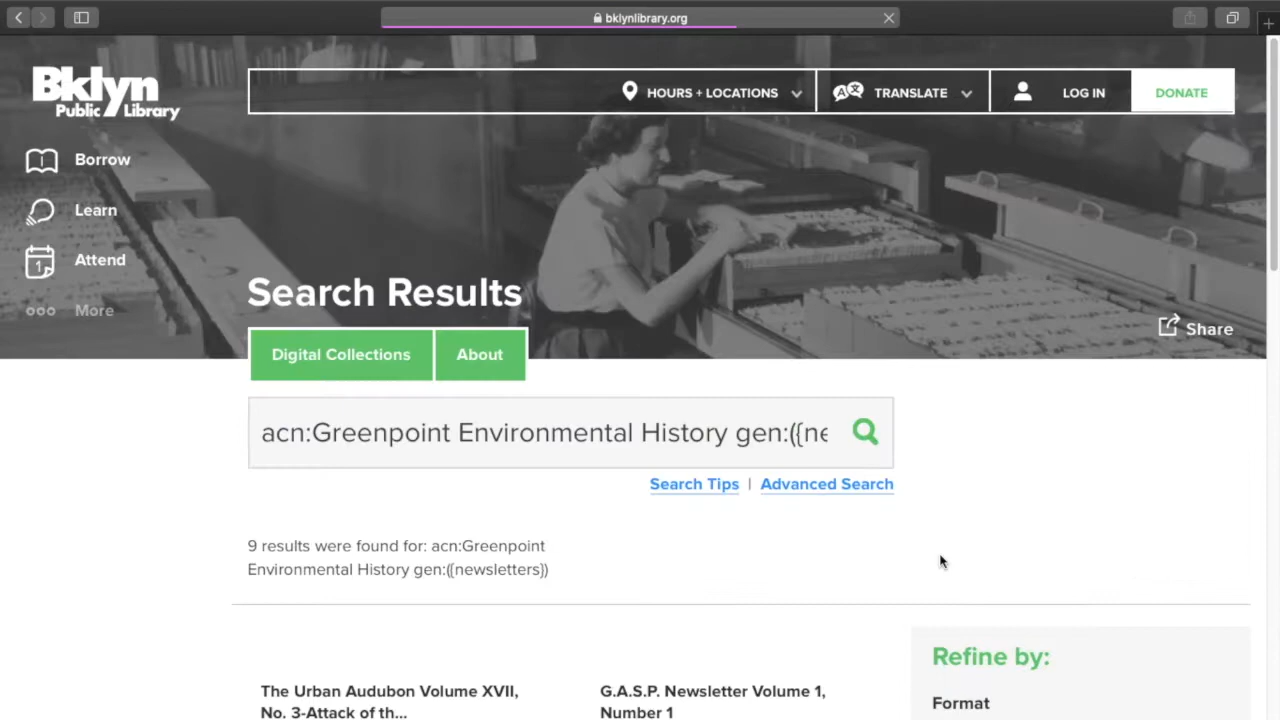 bklynlibrary.org
Bklyn
Public Library
HOURS + LOCATIONS
TRANSLATE
LOG IN
DONATE
Borrow
Learn
1
Attend
More
Search Results
Share
Digital Collections
About
acn:Greenpoint Environmental History gen:({ne
Search Tips | Advanced Search
9 results were found for: acn:Greenpoint
Environmental History gen:({newsletters})
Refine by:
Format
The Urban Audubon Volume XVII,
No. 3-Attack of th...
G.A.S.P. Newsletter Volume 1,
Number 1